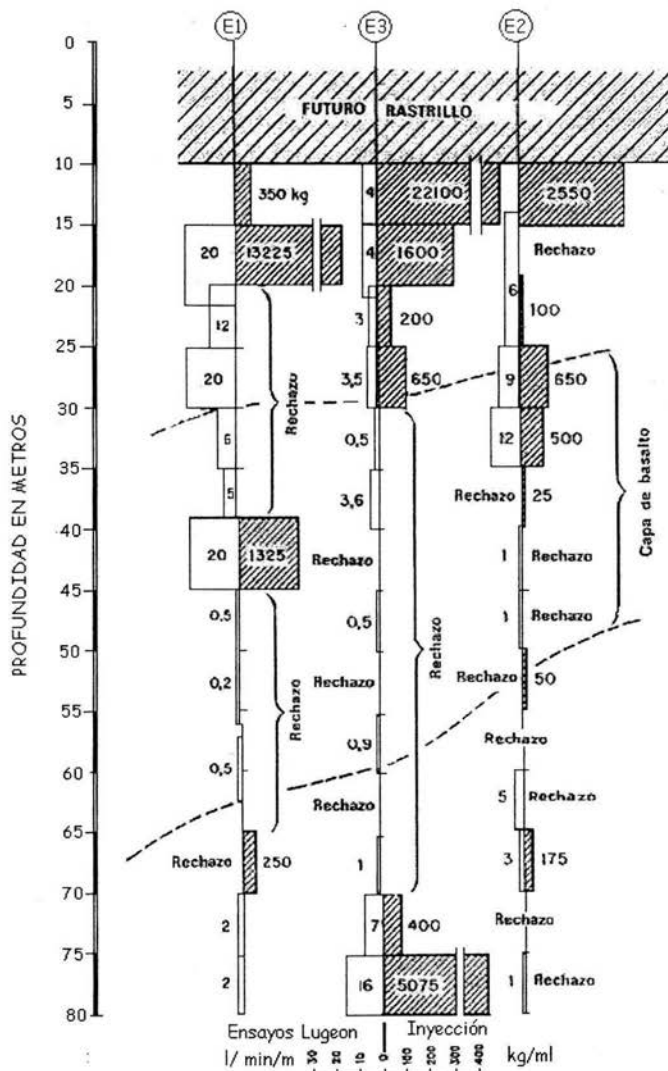 E1 E3 E2
0
5
FUTURO RASTRILLO
10
350 kg 4 22100 2550
15
20 13225 4 1600 Rechazo
20
12 3 200 6 100
25
20 3,5 650 9 650
30
Rechazo
6 0,5 12 500
35
5 3,6 Rechazo 25
40
20 1325 Rechazo 1 Rechazo
45
0,5 0,5 1 Rechazo
50
0,2 Rechazo Rechazo 50
55
Rechazo
0,5 0,9 Rechazo
60
Rechazo 5 Rechazo
65
Rechazo 250 1 3 175
70
2 7 400 Rechazo
75
2 16 5075 1 Rechazo
80
PROFUNDIDAD EN METROS
Rechazo
Capa de basalto
Ensayos Lugeon Inyección
l/ min/m 30 20 10 0 100 200 300 400 kg/ml